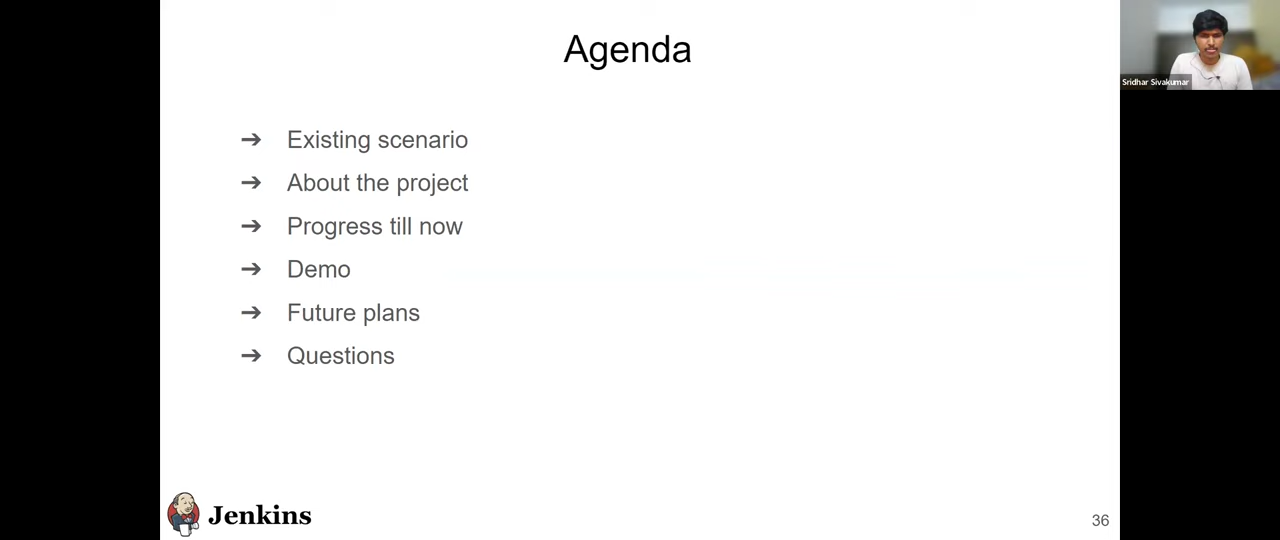 Agenda
Sridhar Sivakumar
➔ Existing scenario
➔ About the project
➔ Progress till now
➔ Demo
➔ Future plans
➔ Questions
Jenkins
36